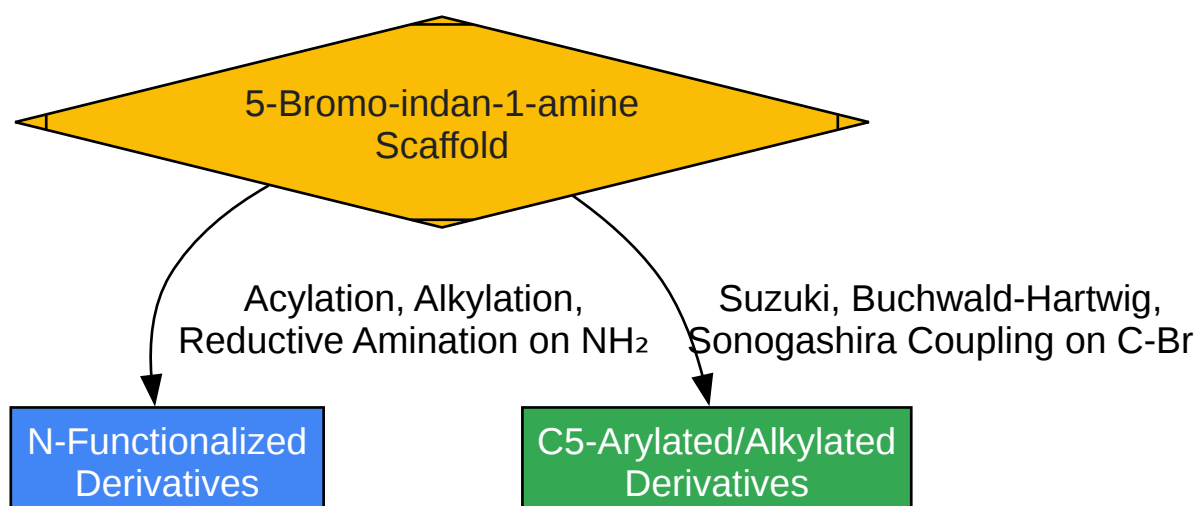 5-Bromo-indan-1-amine
Scaffold
Acylation, Alkylation,
Reductive Amination on NH₂
Suzuki, Buchwald-Hartwig,
Sonogashira Coupling on C-Br
N-Functionalized
Derivatives
C5-Arylated/Alkylated
Derivatives